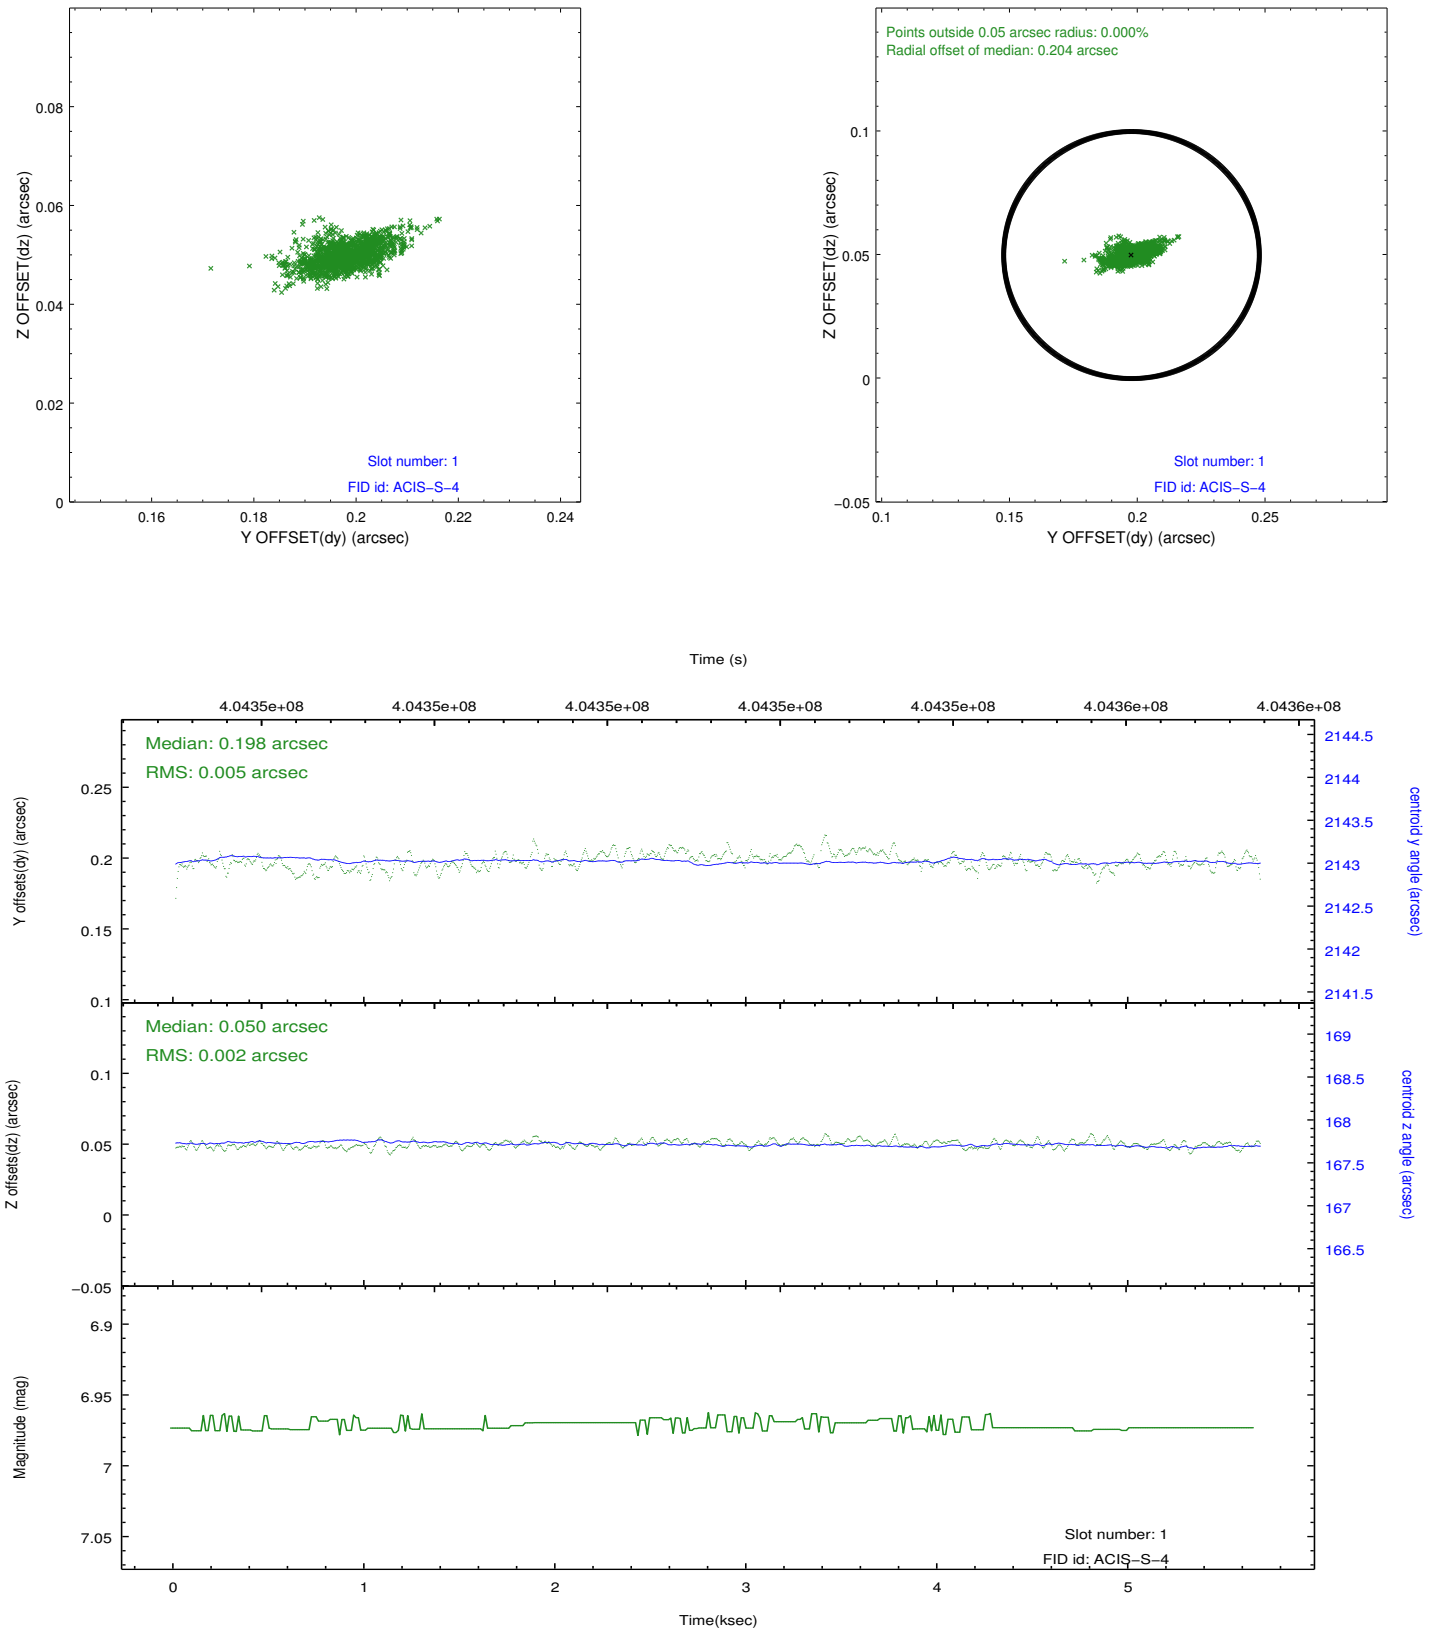 0.08
0.06
0.04
0.02
0
Z OFFSET(dz) (arcsec)
Slot number: 1
FID id: ACIS−S−4
0.16 0.18 0.2 0.22 0.24
Y OFFSET(dy) (arcsec)
Points outside 0.05 arcsec radius: 0.000%
Radial offset of median: 0.204 arcsec
0.1
0.05
0
−0.05
Z OFFSET(dz) (arcsec)
Slot number: 1
FID id: ACIS−S−4
0.1 0.15 0.2 0.25
Y OFFSET(dy) (arcsec)
Time (s)
4.0435e+08 4.0435e+08 4.0435e+08 4.0435e+08 4.0435e+08 4.0436e+08 4.0436e+08
Median: 0.198 arcsec
RMS: 0.005 arcsec
0.25
0.2
0.15
0.1
Y offsets(dy) (arcsec)
2144.5
2144
2143.5
2143
2142.5
2142
2141.5
centroid y angle (arcsec)
Median: 0.050 arcsec
RMS: 0.002 arcsec
0.1
0.05
0
−0.05
Z offsets(dz) (arcsec)
169
168.5
168
167.5
167
166.5
centroid z angle (arcsec)
6.9
6.95
7
7.05
Magnitude (mag)
Slot number: 1
FID id: ACIS−S−4
0 1 2 3 4 5
Time(ksec)